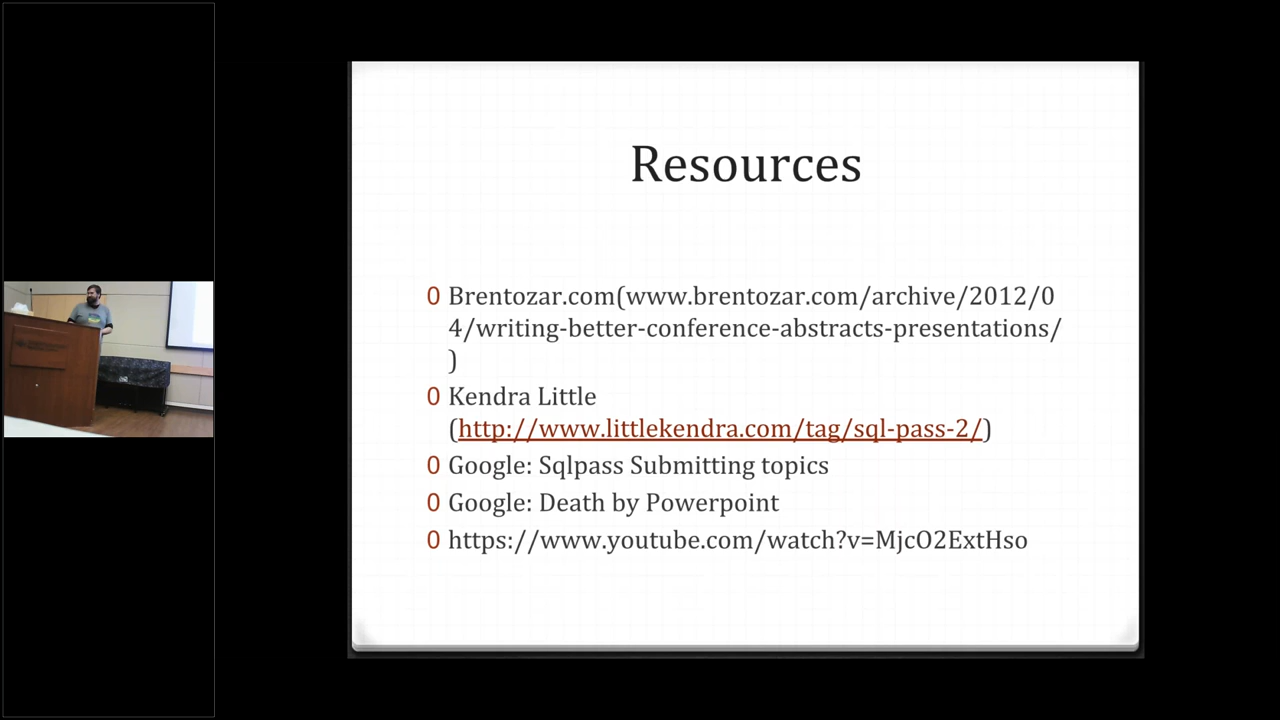 Resources
0 Brentozar.com(www.brentozar.com/archive/2012/0
4/writing-better-conference-abstracts-presentations/
)
0 Kendra Little
(http://www.littlekendra.com/tag/sql-pass-2/)
0 Google: Sqlpass Submitting topics
0 Google: Death by Powerpoint
0 https://www.youtube.com/watch?v=MjcO2ExtHso